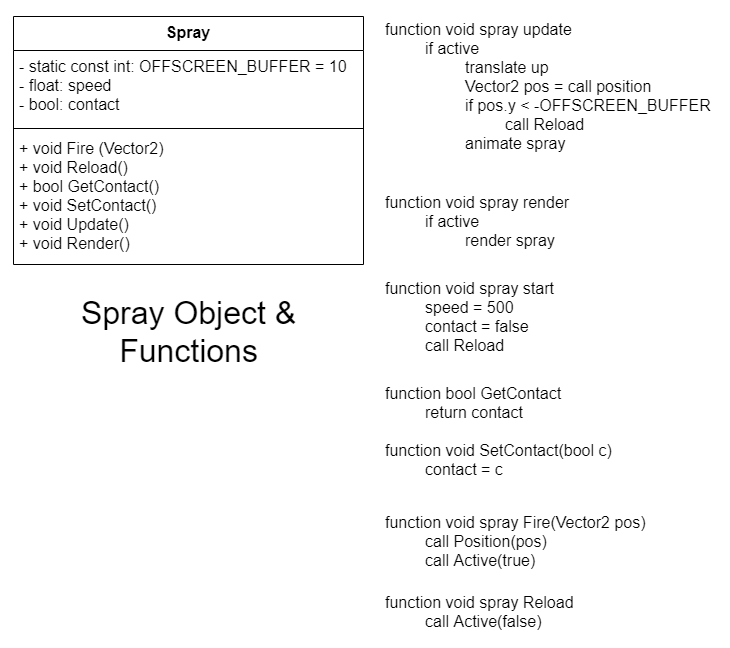 Spray
- static const int: OFFSCREEN_BUFFER = 10
- float: speed
- bool: contact
+ void Fire (Vector2)
+ void Reload()
+ bool GetContact()
+ void SetContact()
+ void Update()
+ void Render()
Spray Object &
Functions
function void spray update
if active
translate up
Vector2 pos = call position
if pos.y < -OFFSCREEN_BUFFER
call Reload
animate spray
function void spray render
if active
render spray
function void spray start
speed = 500
contact = false
call Reload
function bool GetContact
return contact
function void SetContact(bool c)
contact = c
function void spray Fire(Vector2 pos)
call Position(pos)
call Active(true)
function void spray Reload
call Active(false)